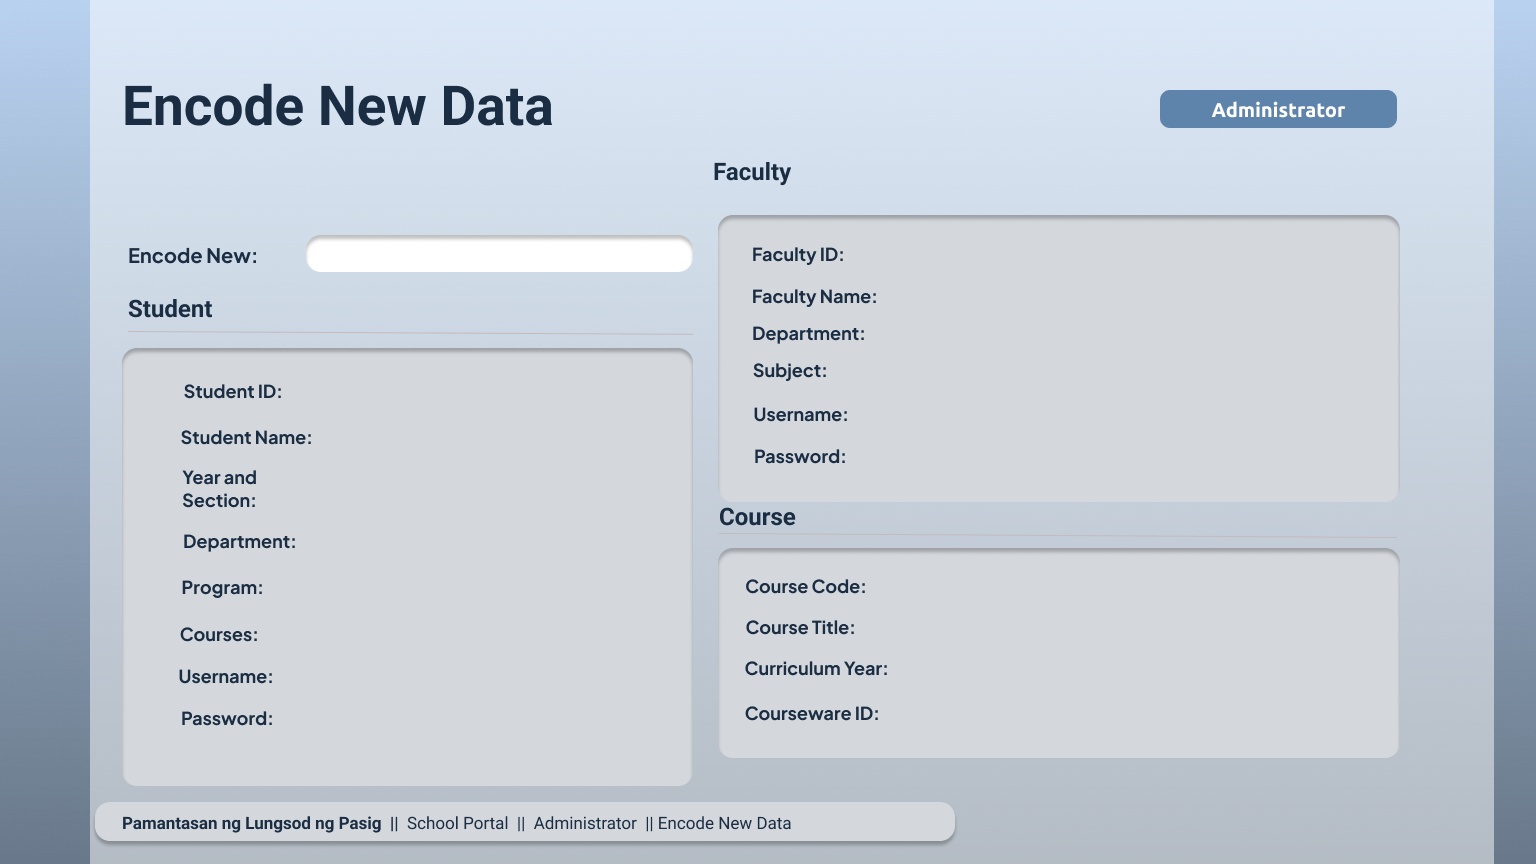 Encode New Data
Administrator
Encode New:
Student
Student ID:
Student Name:
Year and
Section:
Department:
Program:
Courses:
Username:
Password:
Faculty
Faculty ID:
Faculty Name:
Department:
Subject:
Username:
Password:
Course
Course Code:
Course Title:
Curriculum Year:
Courseware ID:
Pamantasan ng Lungsod ng Pasig || School Portal || Administrator || Encode New Data